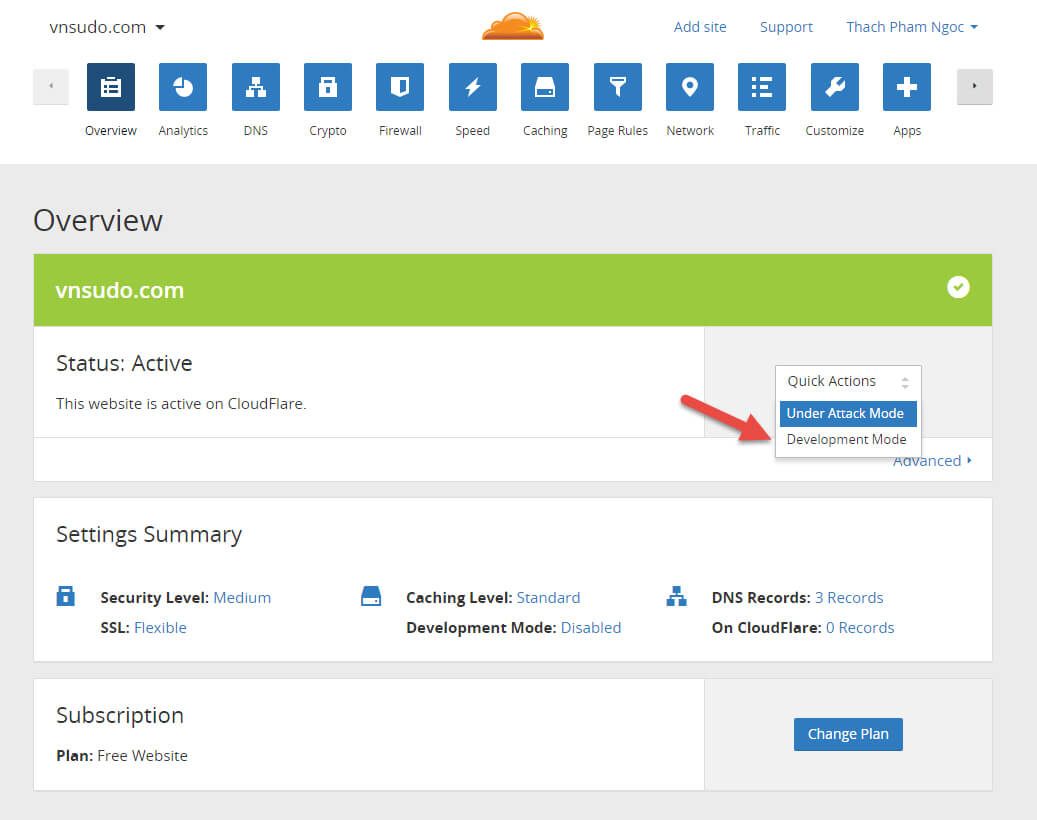 vnsudo.com
Add site Support Thach Pham Ngoc
Overview Analytics DNS Crypto Firewall Speed Caching Page Rules Network Traffic Customize Apps
Overview
vnsudo.com
Status: Active
This website is active on CloudFlare.
Quick Actions
Under Attack Mode
Development Mode
Advanced
Settings Summary
Security Level: Medium Caching Level: Standard DNS Records: 3 Records
SSL: Flexible Development Mode: Disabled On CloudFlare: 0 Records
Subscription
Plan: Free Website
Change Plan